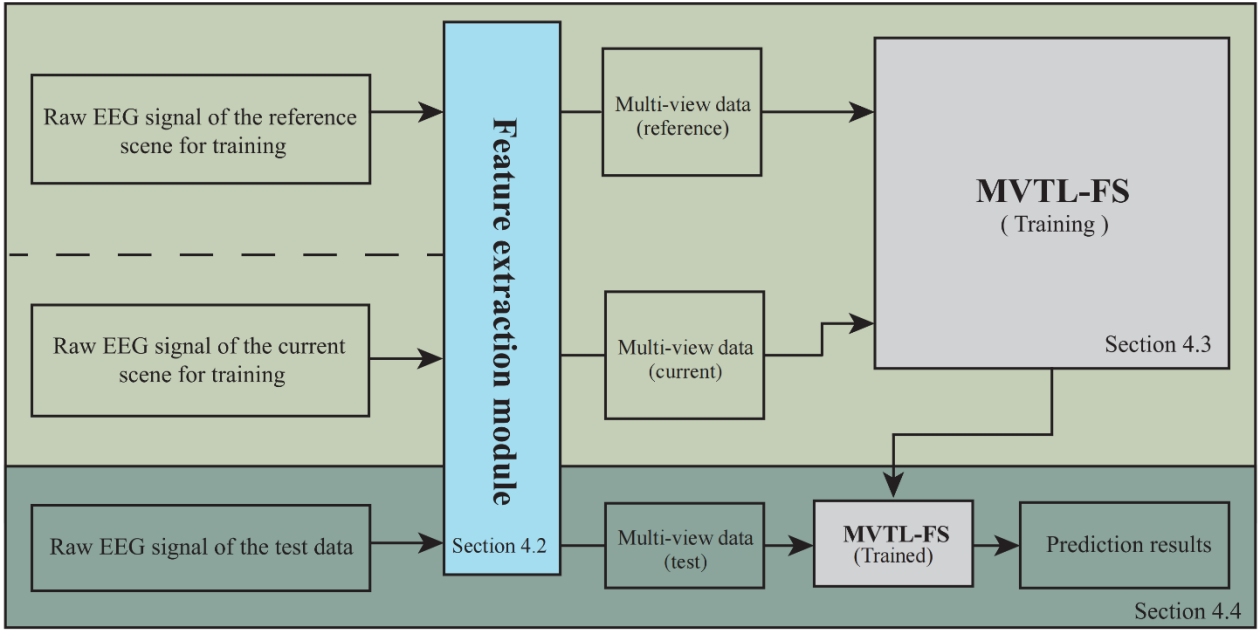 Raw EEG signal of the reference
scene for training
Feature extraction module
Section 4.2
Multi-view data
(reference)
MVTL-FS
( Training )
Section 4.3
Raw EEG signal of the current
scene for training
Multi-view data
(current)
Raw EEG signal of the test data
Multi-view data
(test)
MVTL-FS
(Trained)
Prediction results
Section 4.4